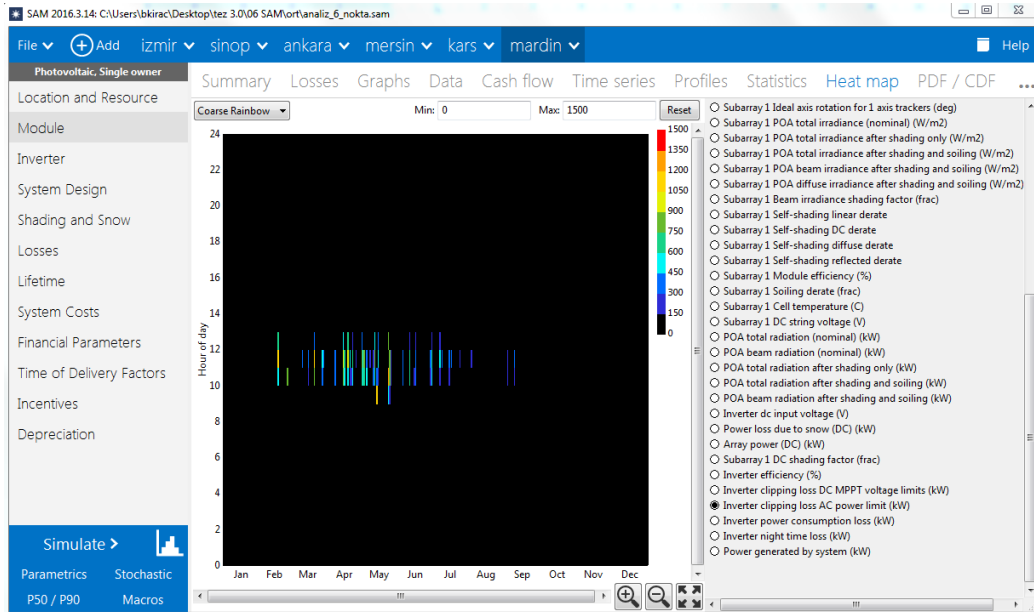 SAM 2016.3.14: C:\Users\bkirac\Desktop\tez 3.0\06 SAM\ort\analiz_6_nokta.sam
File Add izmir sinop ankara mersin kars mardin Help
Photovoltaic, Single owner
Location and Resource
Module
Inverter
System Design
Shading and Snow
Losses
Lifetime
System Costs
Financial Parameters
Time of Delivery Factors
Incentives
Depreciation
Simulate >
Parametrics Stochastic
P50 / P90 Macros
Summary Losses Graphs Data Cash flow Time series Profiles Statistics Heat map PDF / CDF ...
Coarse Rainbow Min: 0 Max: 1500 Reset
24
22
20
18
16
14
12
10
8
6
4
2
0
Hour of day
Jan Feb Mar Apr May Jun Jul Aug Sep Oct Nov Dec
1500
1350
1200
1050
900
750
600
450
300
150
0
Subarray 1 Ideal axis rotation for 1 axis trackers (deg)
Subarray 1 POA total irradiance (nominal) (W/m2)
Subarray 1 POA total irradiance after shading only (W/m2)
Subarray 1 POA total irradiance after shading and soiling (W/m2)
Subarray 1 POA beam irradiance after shading and soiling (W/m2)
Subarray 1 POA diffuse irradiance after shading and soiling (W/m2)
Subarray 1 Beam irradiance shading factor (frac)
Subarray 1 Self-shading linear derate
Subarray 1 Self-shading DC derate
Subarray 1 Self-shading diffuse derate
Subarray 1 Self-shading reflected derate
Subarray 1 Module efficiency (%)
Subarray 1 Soiling derate (frac)
Subarray 1 Cell temperature (C)
Subarray 1 DC string voltage (V)
POA total radiation (nominal) (kW)
POA beam radiation (nominal) (kW)
POA total radiation after shading only (kW)
POA total radiation after shading and soiling (kW)
POA beam radiation after shading and soiling (kW)
Inverter dc input voltage (V)
Power loss due to snow (DC) (kW)
Array power (DC) (kW)
Subarray 1 DC shading factor (frac)
Inverter efficiency (%)
Inverter clipping loss DC MPPT voltage limits (kW)
Inverter clipping loss AC power limit (kW)
Inverter power consumption loss (kW)
Inverter night time loss (kW)
Power generated by system (kW)